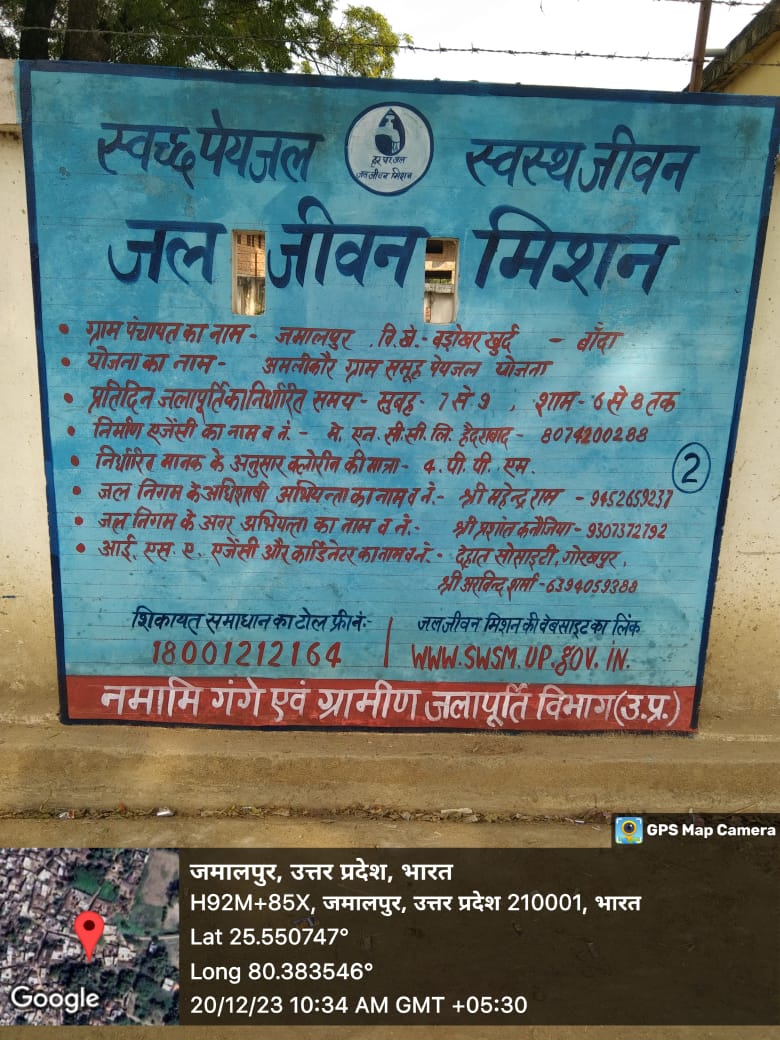 स्वच्छ पेयजल
हर घर जल
जल जीवन मिशन
स्वस्थ जीवन
जल जीवन मिशन
• ग्राम पंचायत का नाम - जमालपुर . वि.खे.- बड़ोखर खुर्द - बाँदा
• योजना का नाम - अमलीकौर ग्राम समूह पेयजल योजना
• प्रतिदिन जलापूर्ति का निर्धारित समय - सुबह - 7 से 9 , शाम - 6 से 8 तक
• निर्माण एजेंसी का नाम व नं. - मे. एन. सी. सी. लि. हैदराबाद - 8074200288
• निर्धारित मानक के अनुसार क्लोरीन की मात्रा - 4. पी. पी. एम.
2
• जल निगम के अधिशाषी अभियन्ता का नाम व नं. - श्री महेन्द्र राम - 9452659237
• जल निगम के अवर अभियन्ता का नाम व नं.- श्री प्रशांत कनौजिया - 9307372792
• आई. एस. ए. एजेंसी और कार्डिनेटर का नाम व नं. - देहात सोसाइटी, गोरखपुर,
श्री अरविन्द शर्मा - 6394059388
शिकायत समाधान का टोल फ्री नं:-
18001212164
जल जीवन मिशन की वेबसाइट का लिंक
WWW.SWSM.UP.gov.in.
नमामि गंगे एवं ग्रामीण जलापूर्ति विभाग (उ.प्र.)
GPS Map Camera
जमालपुर, उत्तर प्रदेश, भारत
H92M+85X, जमालपुर, उत्तर प्रदेश 210001, भारत
Lat 25.550747°
Long 80.383546°
20/12/23 10:34 AM GMT +05:30
Google